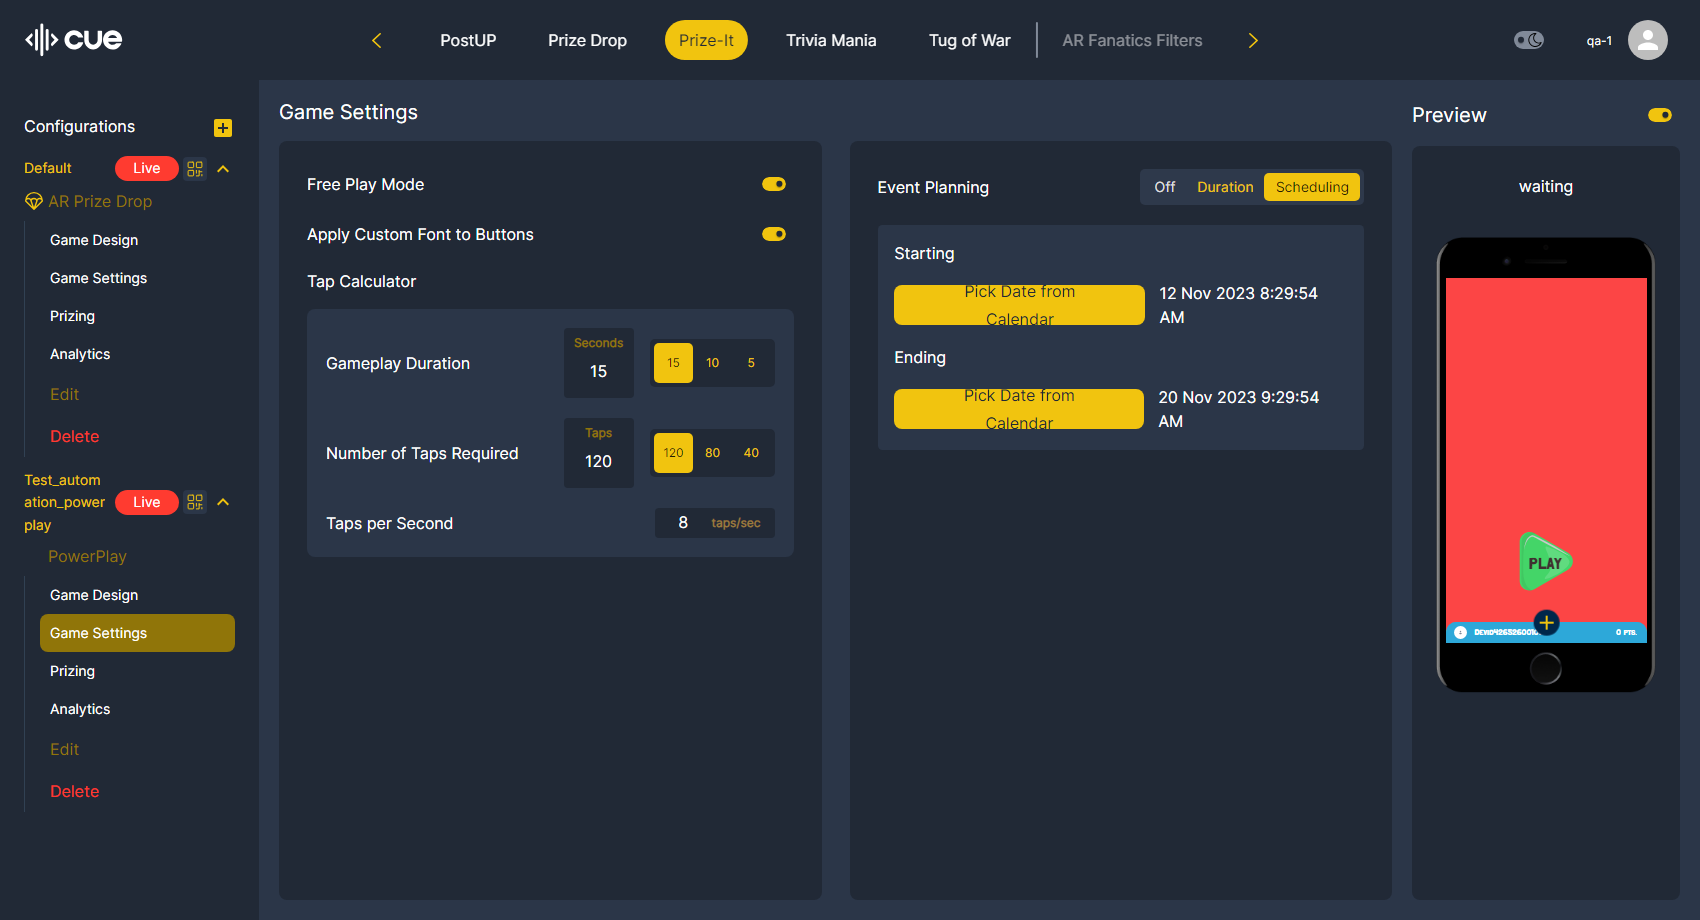 cue
PostUP
Prize Drop
Prize-It
Trivia Mania
Tug of War
AR Fanatics Filters
qa-1
Configurations
Default
Live
AR Prize Drop
Game Design
Game Settings
Prizing
Analytics
Edit
Delete
Test_autom
ation_power
play
Live
PowerPlay
Game Design
Game Settings
Prizing
Analytics
Edit
Delete
Game Settings
Free Play Mode
Apply Custom Font to Buttons
Tap Calculator
Gameplay Duration
Seconds
15
15 10 5
Number of Taps Required
Taps
120
120 80 40
Taps per Second
8 taps/sec
Event Planning
Off Duration Scheduling
Starting
Pick Date from
Calendar
12 Nov 2023 8:29:54
AM
Ending
Pick Date from
Calendar
20 Nov 2023 9:29:54
AM
Preview
waiting
PLAY
0 PTS.